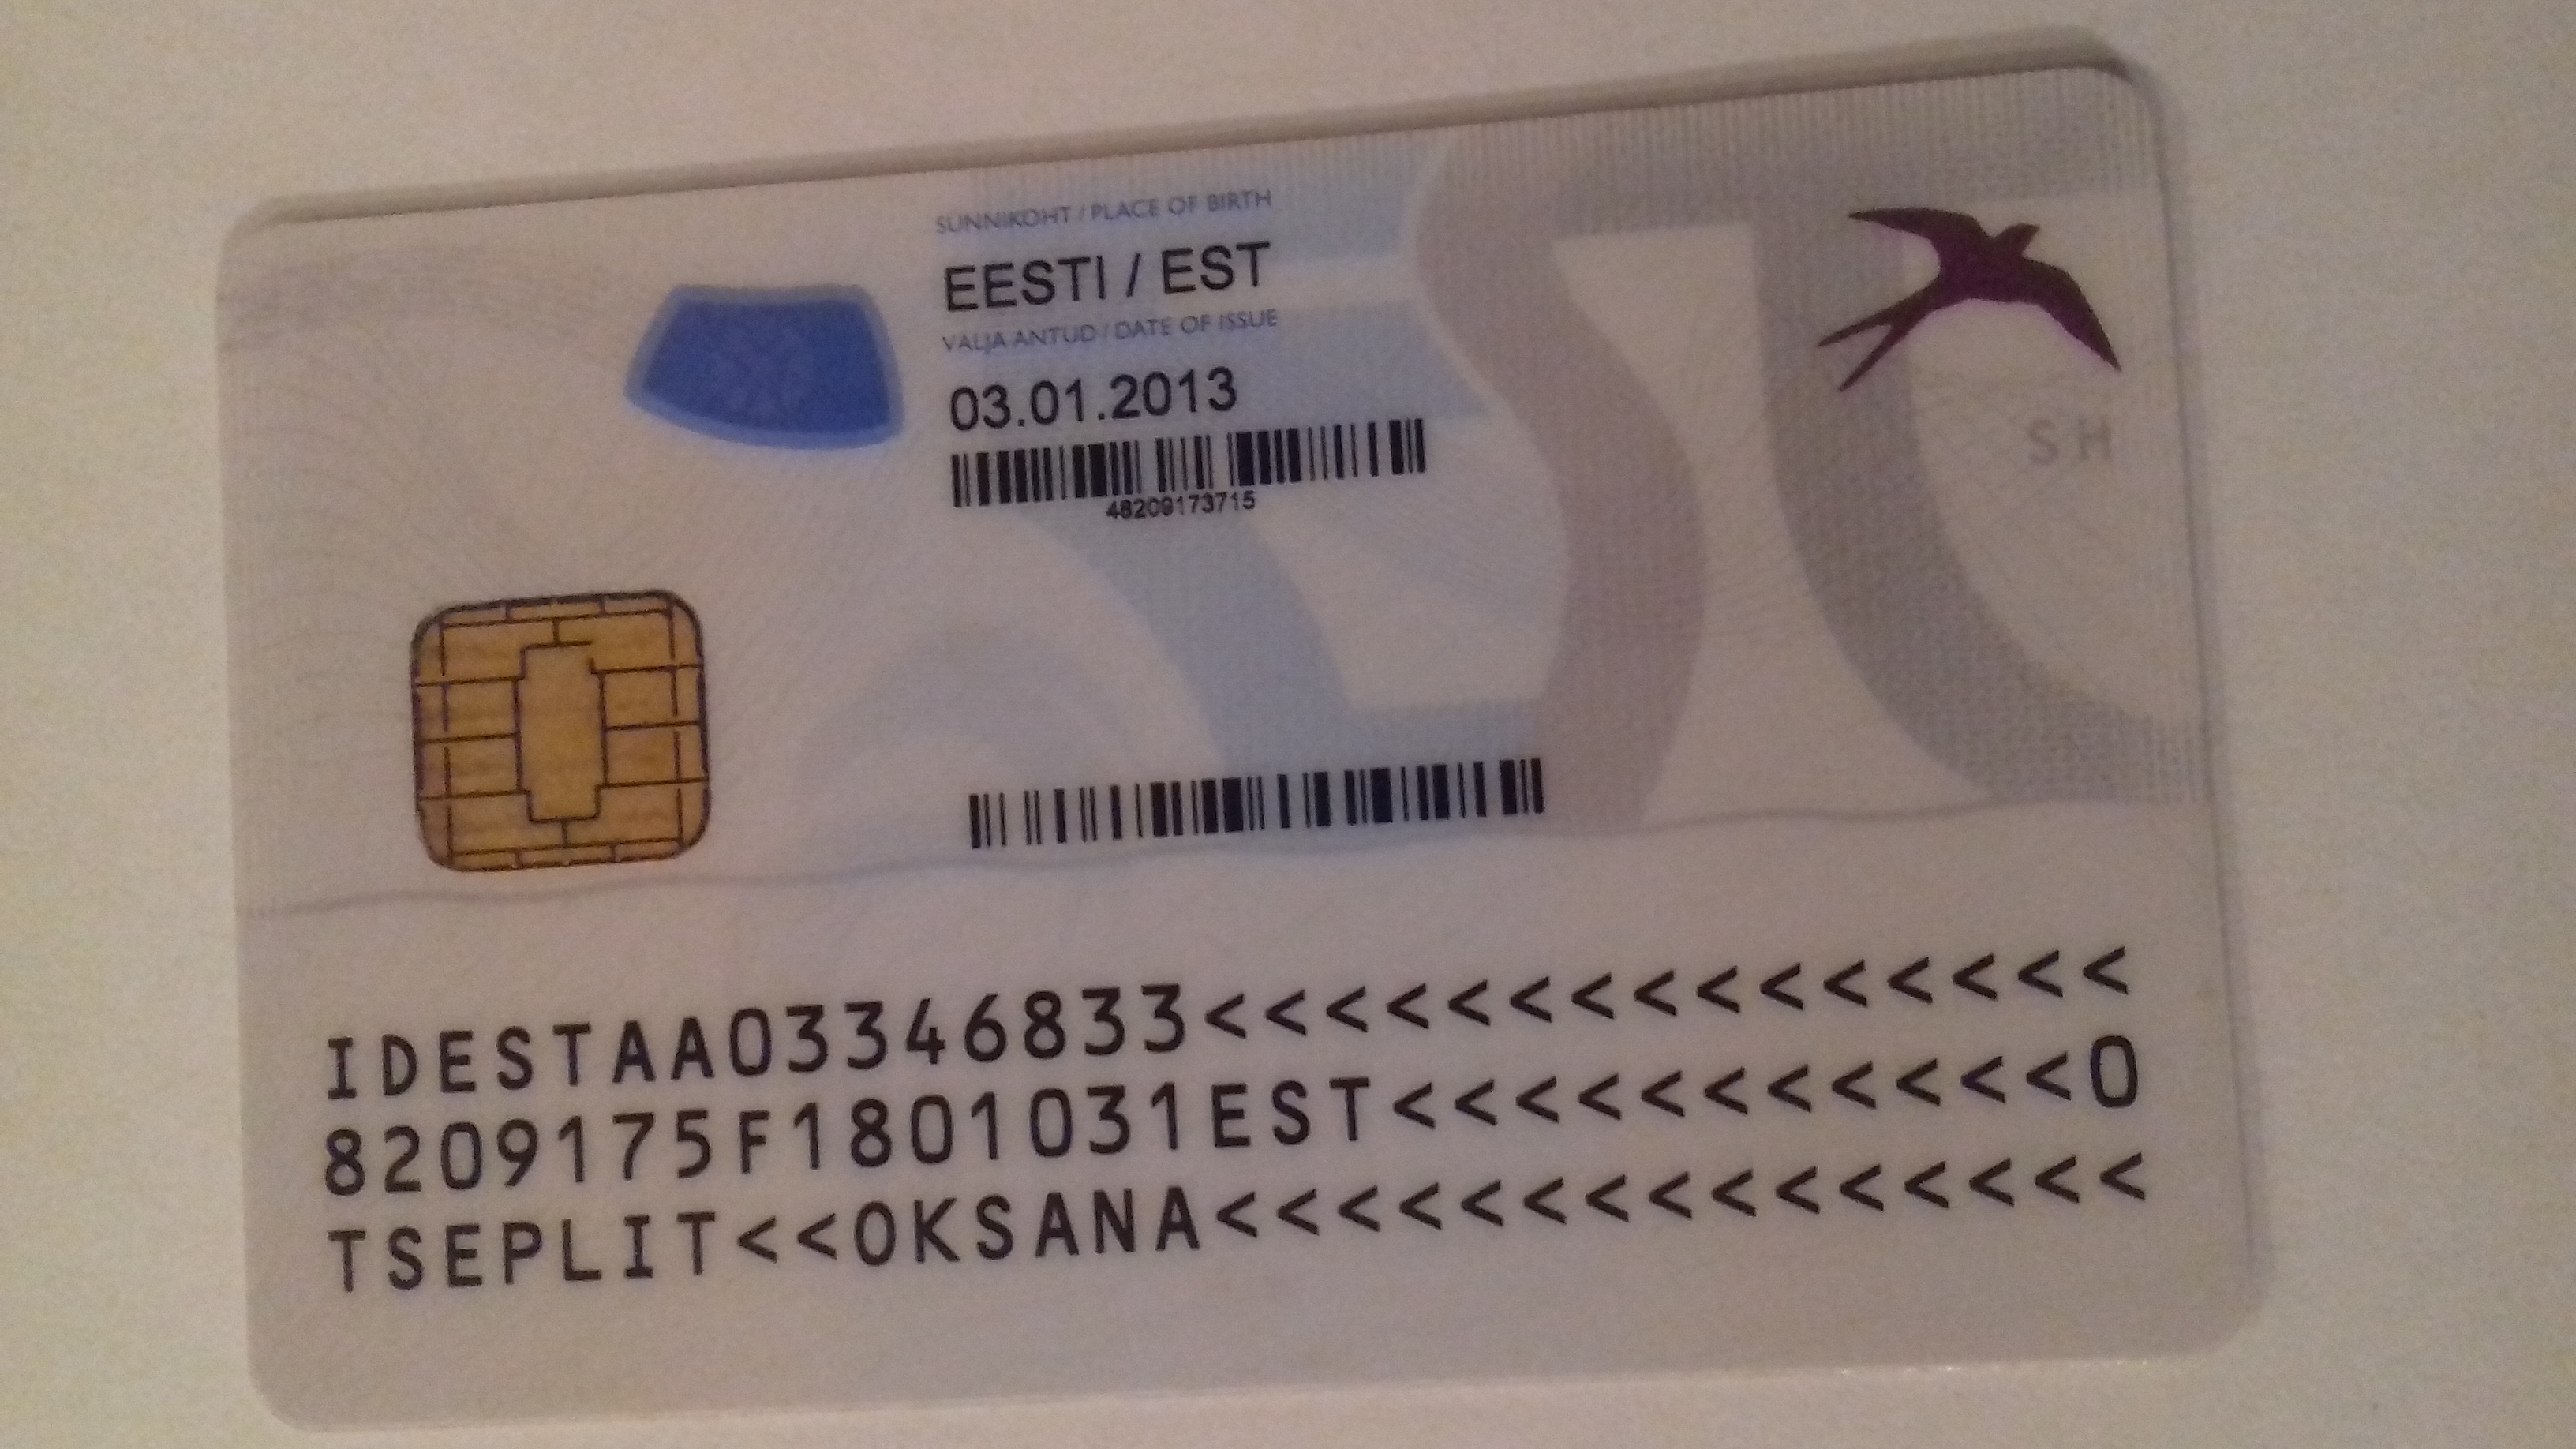 SÜNNIKOHT / PLACE OF BIRTH
EESTI / EST
VÄLJA ANTUD / DATE OF ISSUE
03.01.2013
48209173715
SH
IDESTAA03346833<<<<<<<<<<<<<<<
8209175F1801031EST<<<<<<<<<<<0
TSEPLIT<<OKSANA<<<<<<<<<<<<<<<